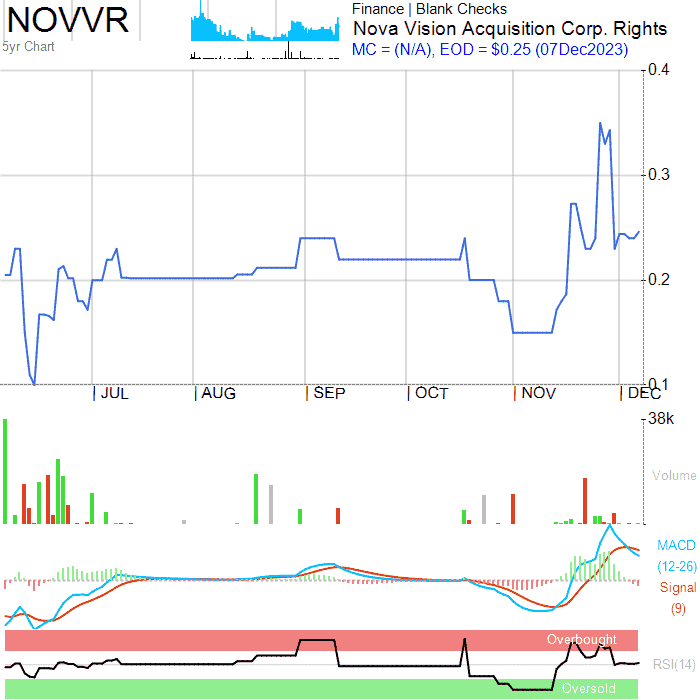 NOVVR
5yr Chart
Finance | Blank Checks
Nova Vision Acquisition Corp. Rights
MC = (N/A), EOD = $0.25 (07Dec2023)
0.4
0.3
0.2
0.1
JUL AUG SEP OCT NOV DEC
38k
Volume
MACD
(12-26)
Signal
(9)
Overbought
RSI(14)
Oversold